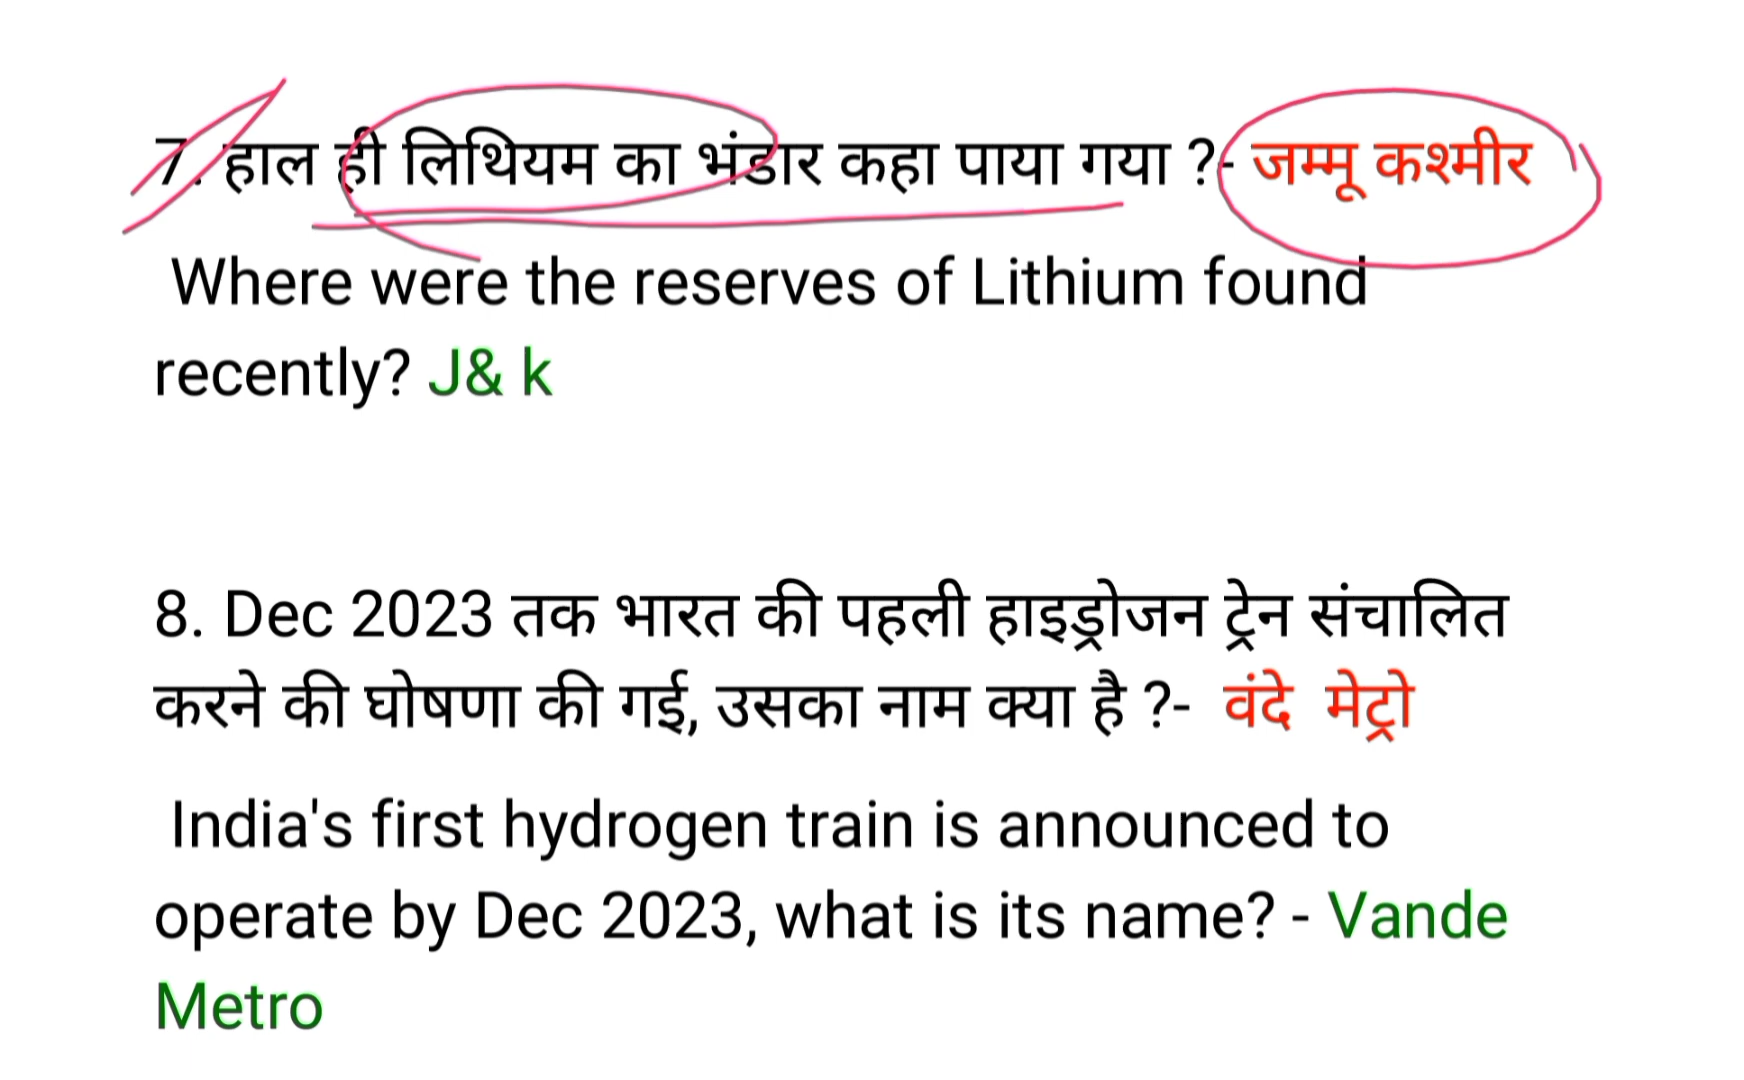 7. हाल ही लिथियम का भंडार कहा पाया गया ?- जम्मू कश्मीर
Where were the reserves of Lithium found
recently? J& k
8. Dec 2023 तक भारत की पहली हाइड्रोजन ट्रेन संचालित
करने की घोषणा की गई, उसका नाम क्या है ?- वंदे मेट्रो
India's first hydrogen train is announced to
operate by Dec 2023, what is its name? - Vande
Metro